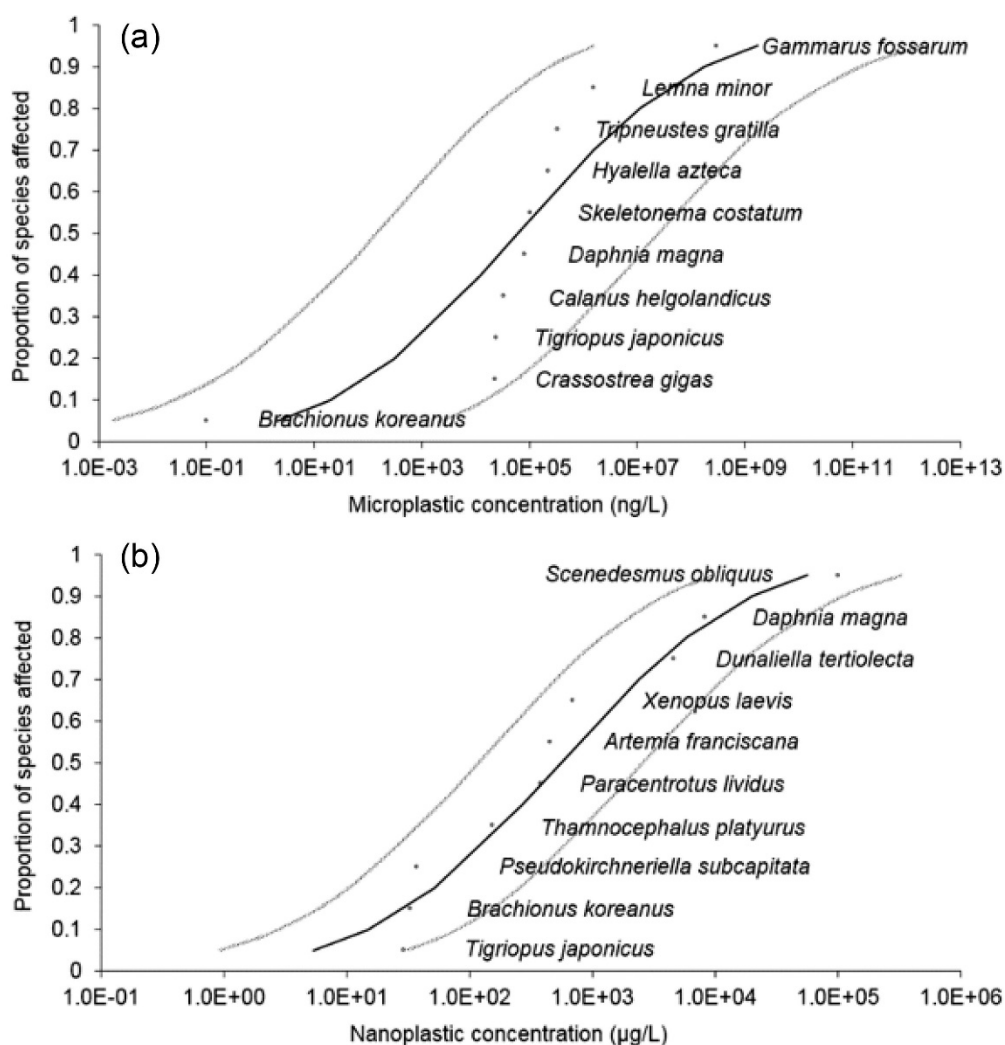 (a)
Proportion of species affected
1
0.9
0.8
0.7
0.6
0.5
0.4
0.3
0.2
0.1
0
Gammarus fossarum
Lemna minor
Tripneustes gratilla
Hyalella azteca
Skeletonema costatum
Daphnia magna
Calanus helgolandicus
Tigriopus japonicus
Crassostrea gigas
Brachionus koreanus
1.0E-03 1.0E-01 1.0E+01 1.0E+03 1.0E+05 1.0E+07 1.0E+09 1.0E+11 1.0E+13
Microplastic concentration (ng/L)
(b)
Proportion of species affected
1
0.9
0.8
0.7
0.6
0.5
0.4
0.3
0.2
0.1
0
Scenedesmus obliquus
Daphnia magna
Dunaliella tertiolecta
Xenopus laevis
Artemia franciscana
Paracentrotus lividus
Thamnocephalus platyurus
Pseudokirchneriella subcapitata
Brachionus koreanus
Tigriopus japonicus
1.0E-01 1.0E+00 1.0E+01 1.0E+02 1.0E+03 1.0E+04 1.0E+05 1.0E+06
Nanoplastic concentration (µg/L)